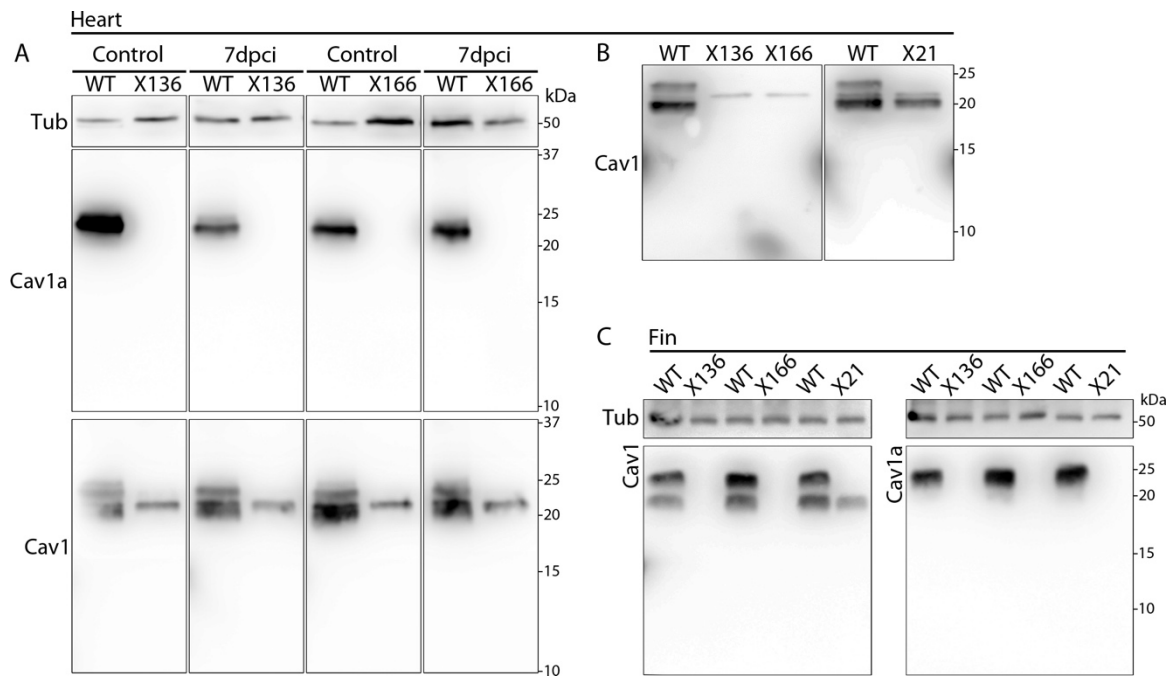 Heart
A
Control 7dpci Control 7dpci
WT X136 WT X136 WT X166 WT X166
kDa
Tub
-50
-37
-25
-20
Cav1a
-15
-10
-37
-25
-20
Cav1
-15
-10
B
WT X136 X166 WT X21
-25
-20
-15
Cav1
-10
C Fin
WT X136 WT X166 WT X21 WT X136 WT X166 WT X21
kDa
Tub
-50
Cav1
Cav1a
-25
-20
-15
-10